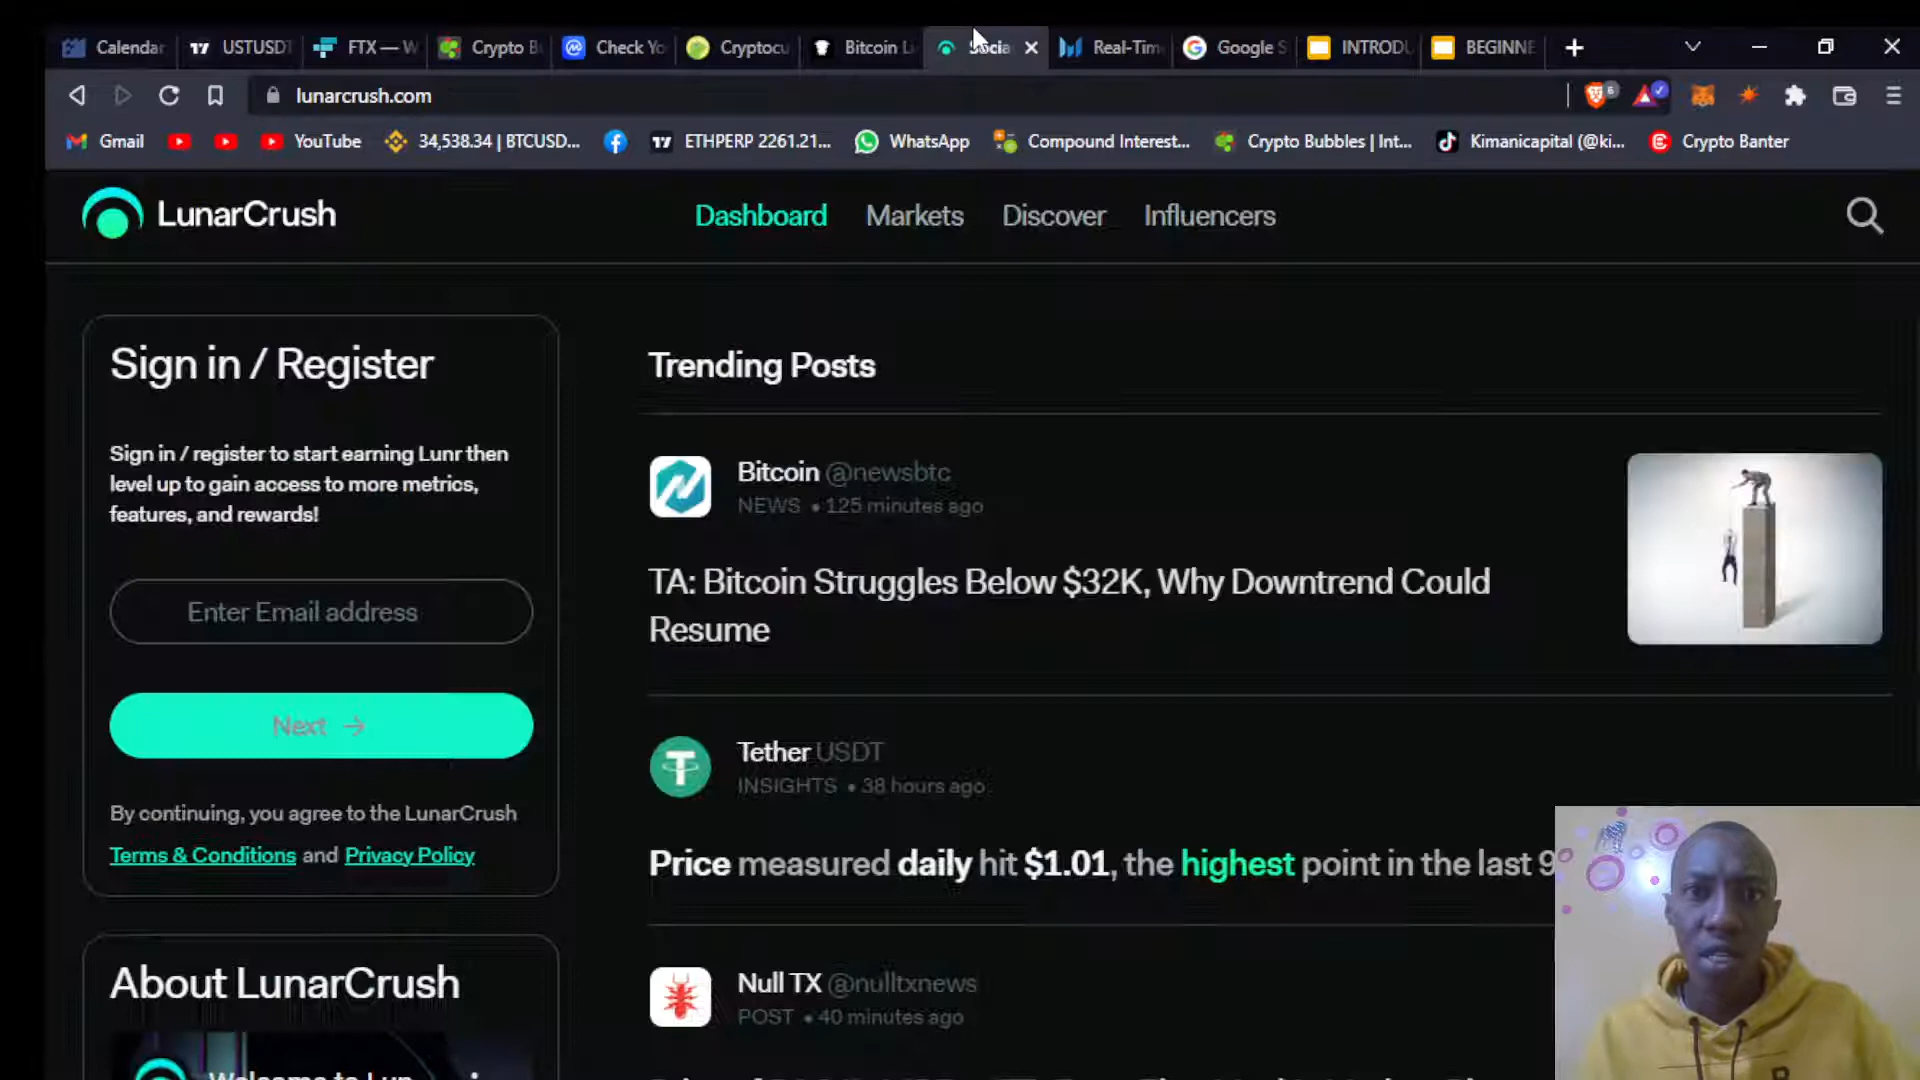 Calendar USTUSDT FTX — W Crypto B Check Yo Cryptocu Bitcoin Li Social Real-Tim Google S INTRODU BEGINNE
lunarcrush.com
6
Gmail YouTube 34,538.34 | BTCUSD... ETHPERP 2261.21... WhatsApp Compound Interest... Crypto Bubbles | Int... Kimanicapital (@ki... Crypto Banter
LunarCrush Dashboard Markets Discover Influencers
Sign in / Register
Sign in / register to start earning Lunr then
level up to gain access to more metrics,
features, and rewards!
Enter Email address
Next →
By continuing, you agree to the LunarCrush
Terms & Conditions and Privacy Policy
About LunarCrush
Trending Posts
Bitcoin @newsbtc
NEWS • 125 minutes ago
TA: Bitcoin Struggles Below $32K, Why Downtrend Could
Resume
Tether USDT
INSIGHTS • 38 hours ago
Price measured daily hit $1.01, the highest point in the last 9
Null TX @nulltxnews
POST • 40 minutes ago